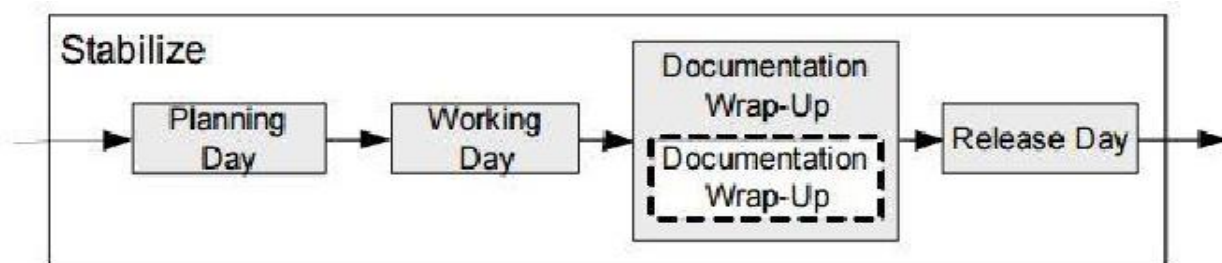 Stabilize
Planning
Day
Working
Day
Documentation
Wrap-Up
Documentation
Wrap-Up
Release Day